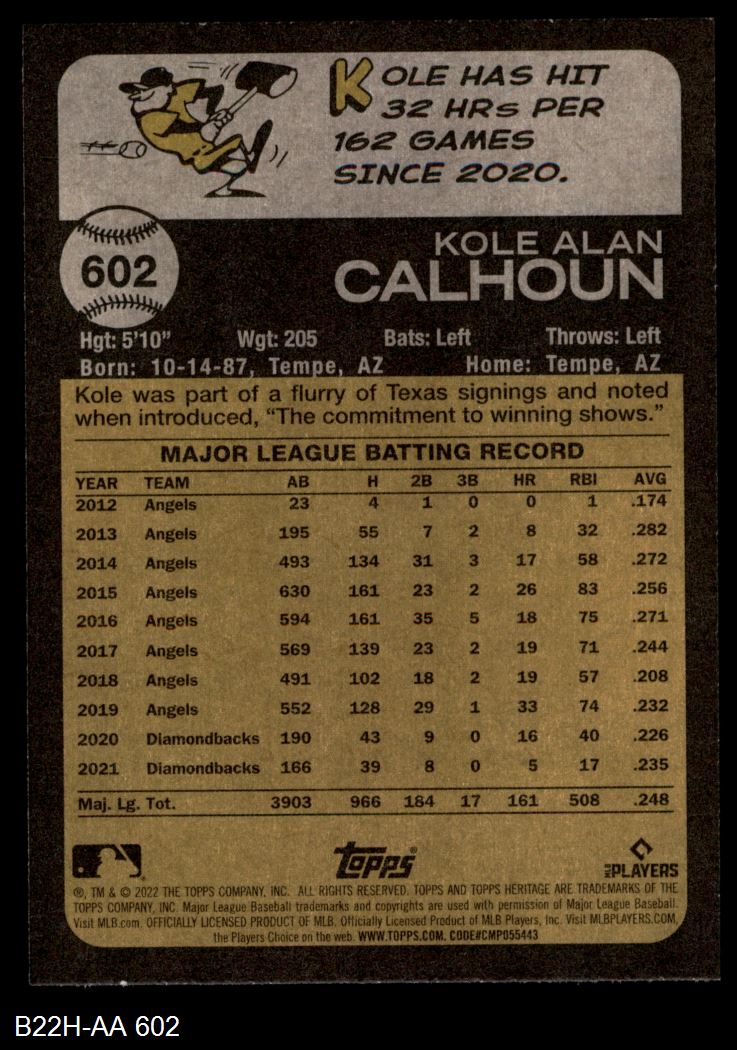 KOLE HAS HIT
32 HRs PER
162 GAMES
SINCE 2020.
602
KOLE ALAN
CALHOUN
Hgt: 5'10" Wgt: 205 Bats: Left Throws: Left
Born: 10-14-87, Tempe, AZ Home: Tempe, AZ
Kole was part of a flurry of Texas signings and noted
when introduced, “The commitment to winning shows.”
MAJOR LEAGUE BATTING RECORD
YEAR TEAM AB H 2B 3B HR RBI AVG
2012 Angels 23 4 1 0 0 1 .174
2013 Angels 195 55 7 2 8 32 .282
2014 Angels 493 134 31 3 17 58 .272
2015 Angels 630 161 23 2 26 83 .256
2016 Angels 594 161 35 5 18 75 .271
2017 Angels 569 139 23 2 19 71 .244
2018 Angels 491 102 18 2 19 57 .208
2019 Angels 552 128 29 1 33 74 .232
2020 Diamondbacks 190 43 9 0 16 40 .226
2021 Diamondbacks 166 39 8 0 5 17 .235
Maj. Lg. Tot. 3903 966 184 17 161 508 .248
Topps® MLB PLAYERS
®, TM & © 2022 THE TOPPS COMPANY, INC. ALL RIGHTS RESERVED. TOPPS AND TOPPS HERITAGE ARE TRADEMARKS OF THE
TOPPS COMPANY, INC. Major League Baseball trademarks and copyrights are used with permission of Major League Baseball.
Visit MLB.com. OFFICIALLY LICENSED PRODUCT OF MLB. Officially Licensed Product of MLB Players, Inc. Visit MLBPLAYERS.COM,
the Players Choice on the web. WWW.TOPPS.COM. CODE#CMP055443
B22H-AA 602